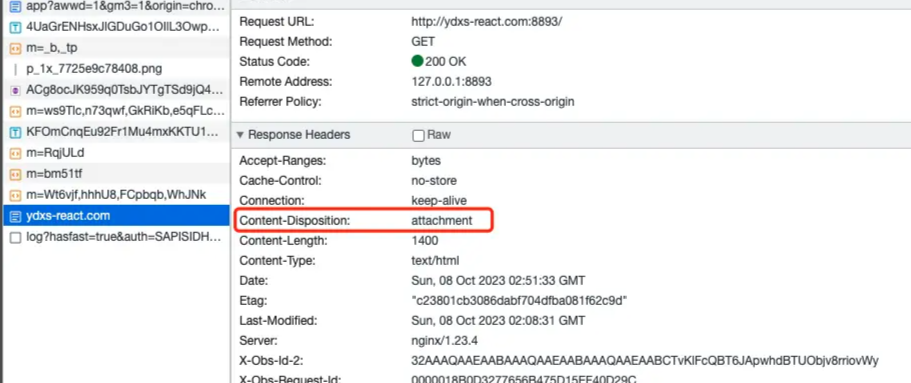 app?awwd=1&gm3=1&origin=chro...
4UaGrENHsxJlGDuGo1OIlL3Owp...
m=_b,_tp
p_1x_7725e9c78408.png
ACg8ocJK959q0TsbJYTgTSd9jQ4...
m=ws9Tlc,n73qwf,GkRiKb,e5qFLc...
KFOmCnqEu92Fr1Mu4mxKKTU1...
m=RqjULd
m=bm51tf
m=Wt6vjf,hhhU8,FCpbqb,WhJNk
ydxs-react.com
log?hasfast=true&auth=SAPISIDH...
Request URL: http://ydxs-react.com:8893/
Request Method: GET
Status Code: 200 OK
Remote Address: 127.0.0.1:8893
Referrer Policy: strict-origin-when-cross-origin
Response Headers Raw
Accept-Ranges: bytes
Cache-Control: no-store
Connection: keep-alive
Content-Disposition: attachment
Content-Length: 1400
Content-Type: text/html
Date: Sun, 08 Oct 2023 02:51:33 GMT
Etag: "c23801cb3086dabf704dfba081f62c9d"
Last-Modified: Sun, 08 Oct 2023 02:08:31 GMT
Server: nginx/1.23.4
X-Obs-Id-2: 32AAAQAAEAABAAAQAAEAABAAAQAAEAABCTvKlFcQBT6JApwhdBTUObjv8rriovWy
X-Obs-Request-Id: